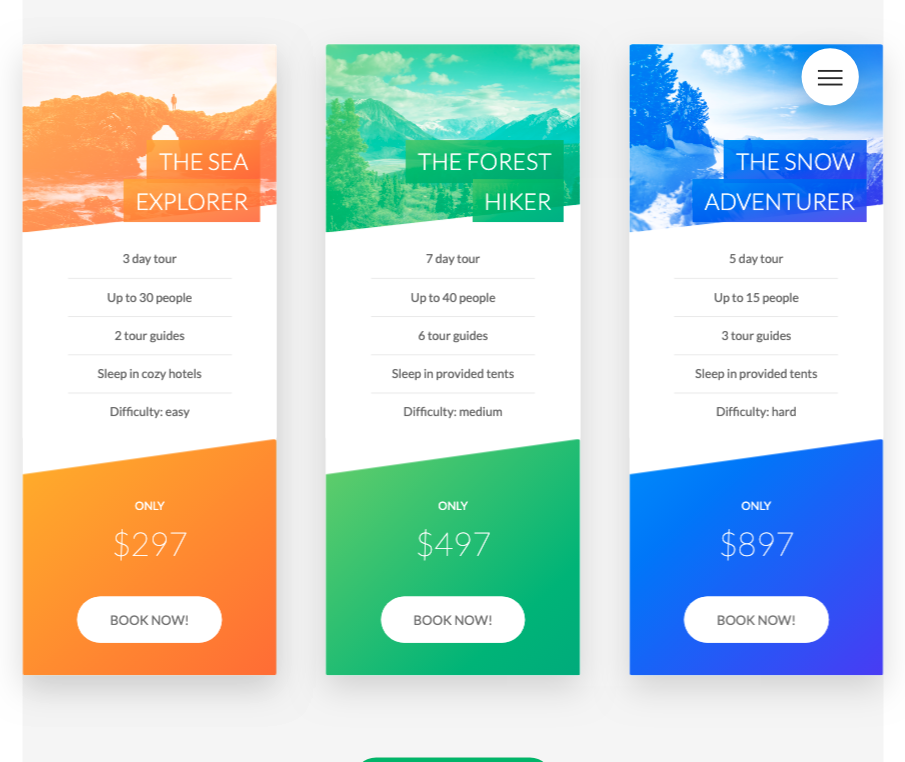 THE SEA
EXPLORER
3 day tour
Up to 30 people
2 tour guides
Sleep in cozy hotels
Difficulty: easy
ONLY
$297
BOOK NOW!
THE FOREST
HIKER
7 day tour
Up to 40 people
6 tour guides
Sleep in provided tents
Difficulty: medium
ONLY
$497
BOOK NOW!
THE SNOW
ADVENTURER
5 day tour
Up to 15 people
3 tour guides
Sleep in provided tents
Difficulty: hard
ONLY
$897
BOOK NOW!